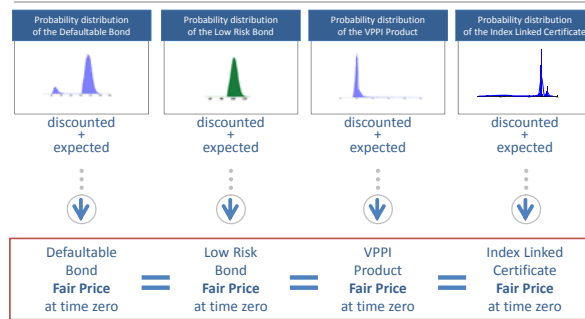 Probability distribution
of the Defaultable Bond
Probability distribution
of the Low Risk Bond
Probability distribution
of the VPPI Product
Probability distribution
of the Index Linked Certificate
discounted
+
expected
discounted
+
expected
discounted
+
expected
discounted
+
expected
Defaultable
Bond
Fair Price
at time zero
=
Low Risk
Bond
Fair Price
at time zero
=
VPPI
Product
Fair Price
at time zero
=
Index Linked
Certificate
Fair Price
at time zero